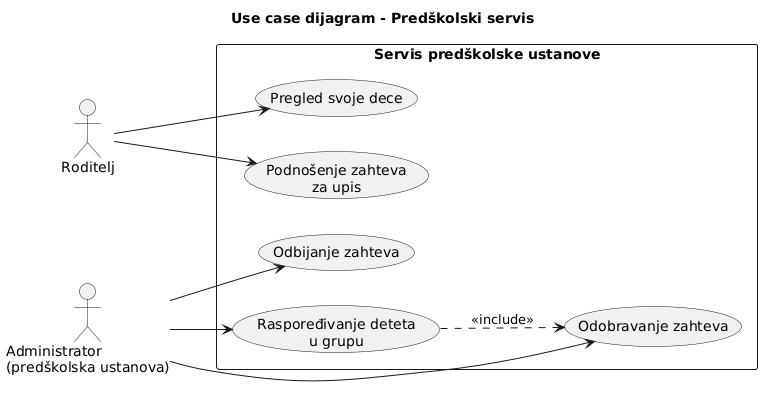 Use case dijagram - Predškolski servis
Servis predškolske ustanove
Pregled svoje dece
Roditelj
Podnošenje zahteva
za upis
Odbijanje zahteva
Raspoređivanje deteta
u grupu
«include»
Odobravanje zahteva
Administrator
(predškolska ustanova)